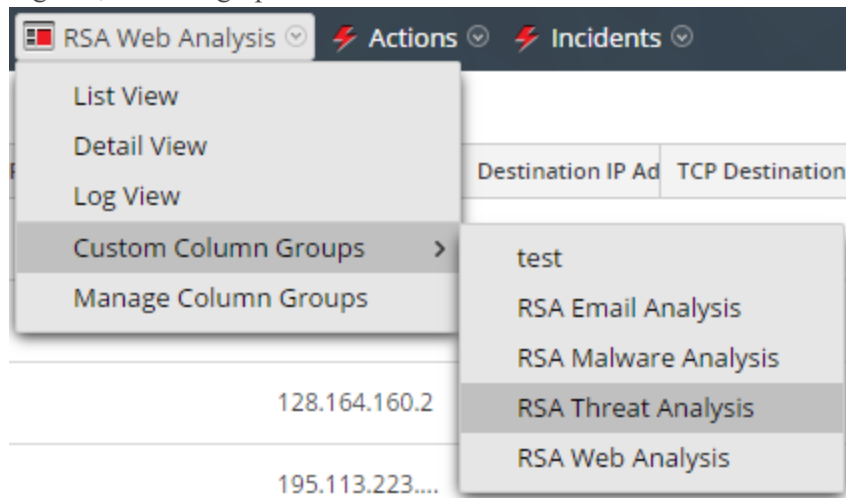 RSA Web Analysis Actions Incidents
List View
Detail View
Log View
Custom Column Groups >
Manage Column Groups
Destination IP Ad TCP Destination
test
RSA Email Analysis
RSA Malware Analysis
RSA Threat Analysis
RSA Web Analysis
128.164.160.2
195.113.223....